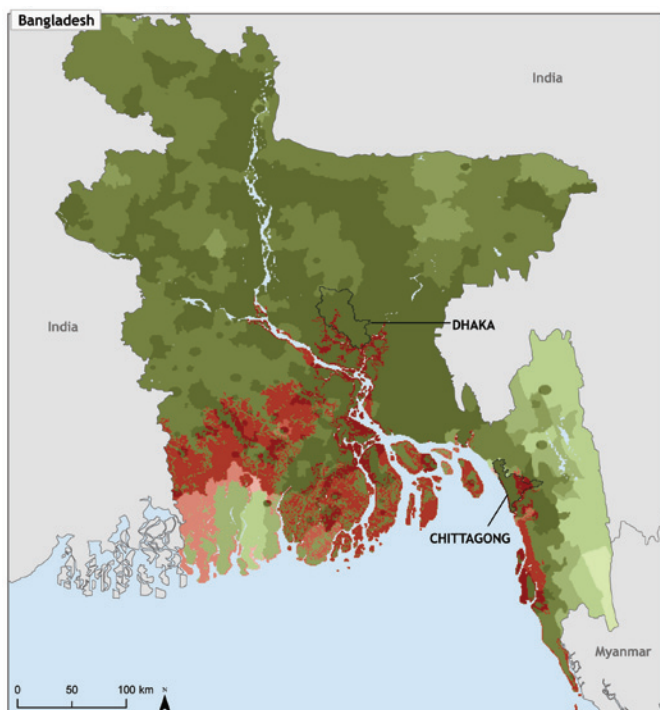 Bangladesh
India
India
DHAKA
CHITTAGONG
Myanmar
0 50 100 km
N